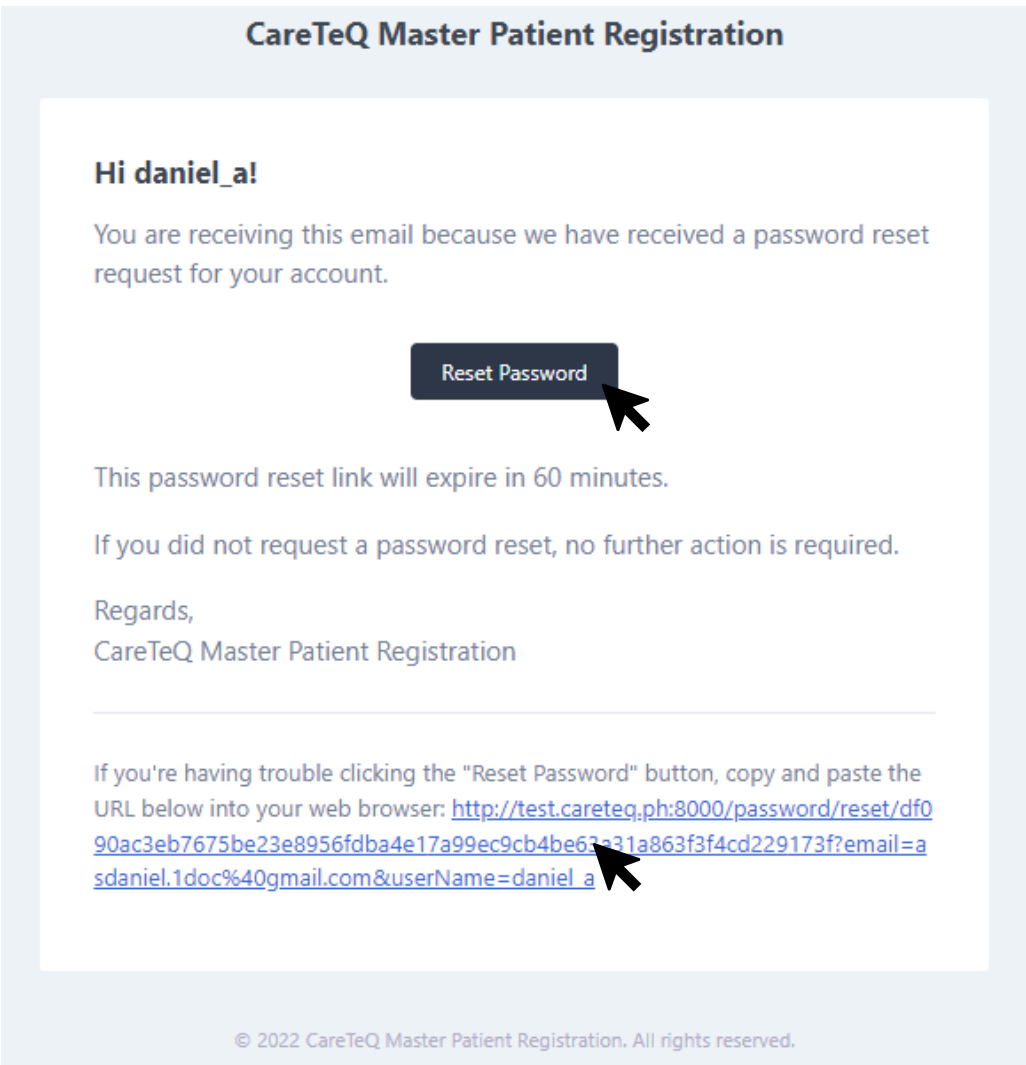 CareTeQ Master Patient Registration
Hi daniel_a!
You are receiving this email because we have received a password reset
request for your account.
Reset Password
This password reset link will expire in 60 minutes.
If you did not request a password reset, no further action is required.
Regards,
CareTeQ Master Patient Registration
If you're having trouble clicking the "Reset Password" button, copy and paste the
URL below into your web browser: http://test.careteq.ph:8000/password/reset/df0
90ac3eb7675be23e8956fdba4e17a99ec9cb4be63a31a863f3f4cd229173f?email=a
sdaniel.1doc%40gmail.com&userName=daniel_a
© 2022 CareTeQ Master Patient Registration. All rights reserved.